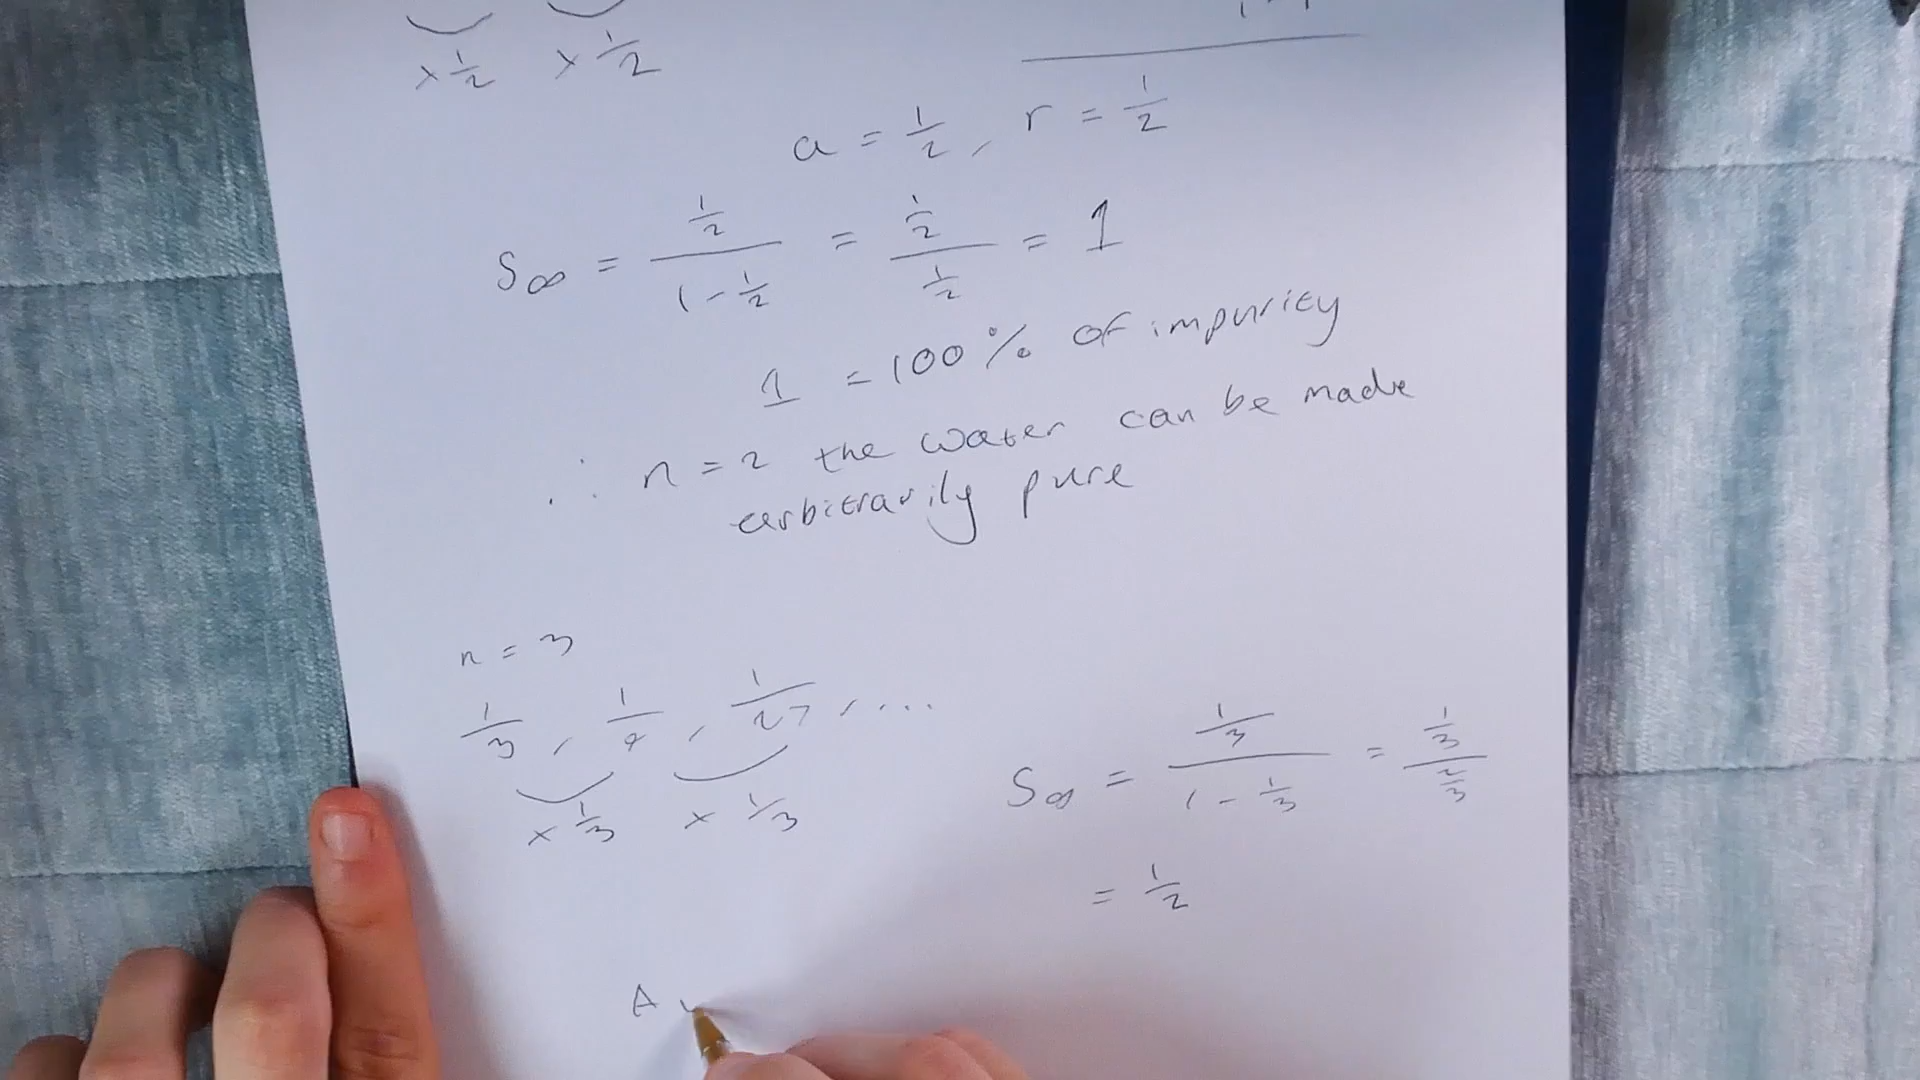 × 1/2 × 1/2
a = 1/2, r = 1/2
S∞ = (1/2)/(1 - 1/2) = (1/2)/(1/2) = 1
1 = 100% of impurity
∴ n = 2 the water can be made
arbitrarily pure
n = 3
1/3, 1/9, 1/27, ....
× 1/3 × 1/3
S∞ = (1/3)/(1 - 1/3) = (1/3)/(2/3)
= 1/2
A